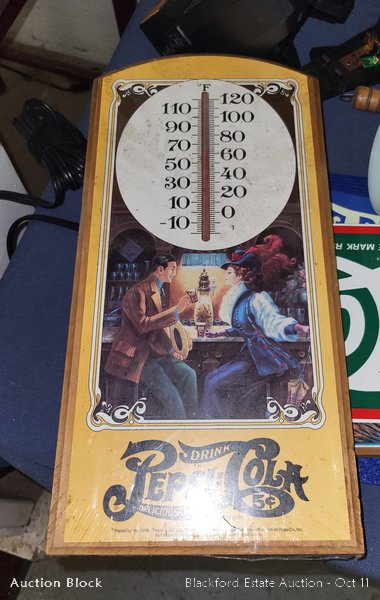 °F
110 120
90 100
70 80
50 60
30 40
10 20
-10 0
MARK R
DRINK
PEPSI-COLA
DELICIOUS
5¢
Auction Block
Blackford Estate Auction - Oct 11